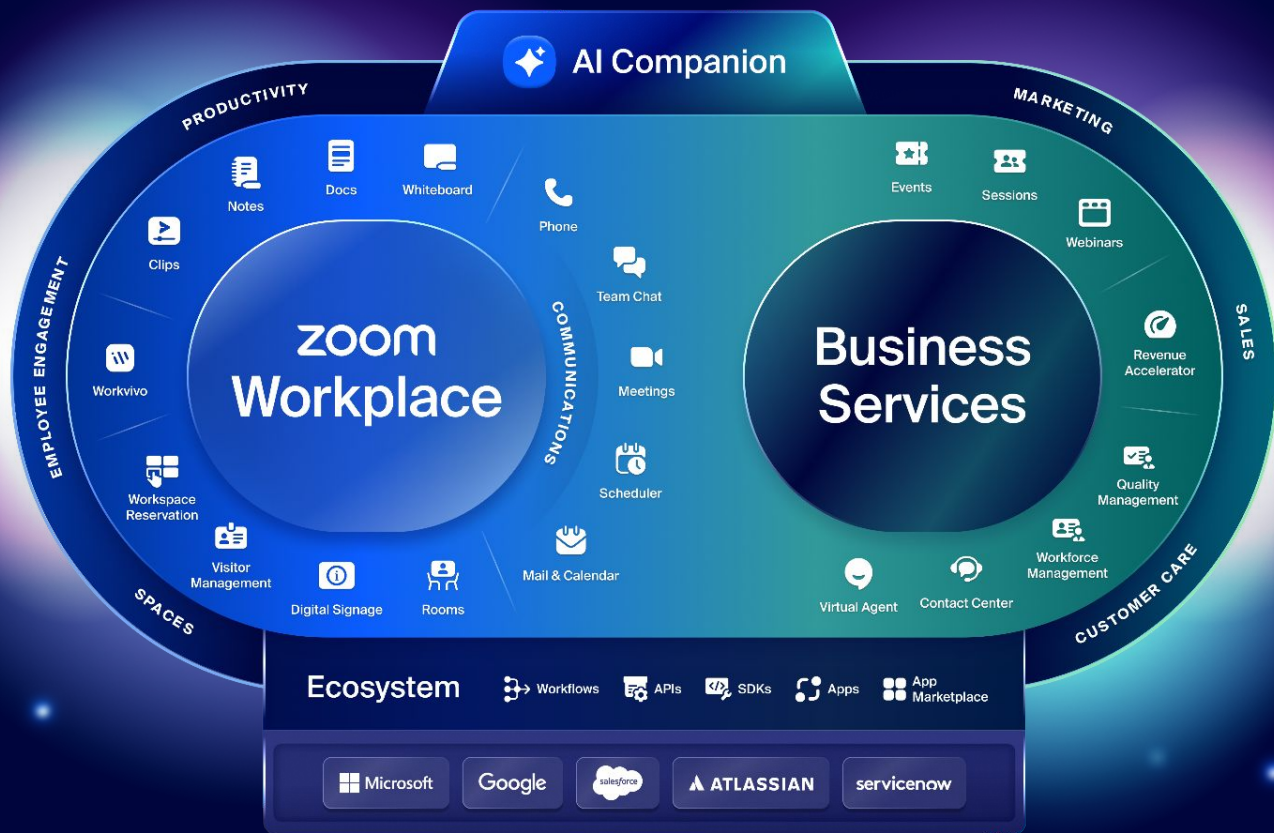 AI Companion
PRODUCTIVITY
MARKETING
EMPLOYEE ENGAGEMENT
SALES
SPACES
CUSTOMER CARE
Notes
Docs
Whiteboard
Clips
Workvivo
Workspace
Reservation
Visitor
Management
Digital Signage
Rooms
zoom
Workplace
COMMUNICATIONS
Phone
Team Chat
Meetings
Scheduler
Mail & Calendar
Events
Sessions
Webinars
Revenue
Accelerator
Quality
Management
Workforce
Management
Contact Center
Virtual Agent
Business
Services
Ecosystem
Workflows
APIs
SDKs
Apps
App
Marketplace
Microsoft
Google
salesforce
ATLASSIAN
servicenow